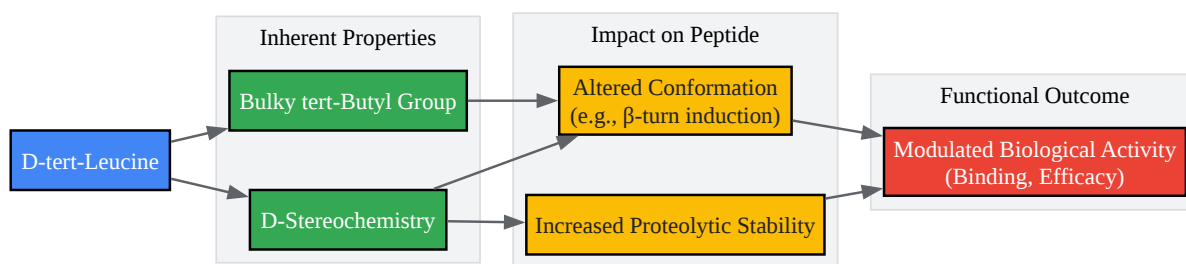 D-tert-Leucine
Inherent Properties
Bulky tert-Butyl Group
D-Stereochemistry
Impact on Peptide
Altered Conformation
(e.g., β-turn induction)
Increased Proteolytic Stability
Functional Outcome
Modulated Biological Activity
(Binding, Efficacy)